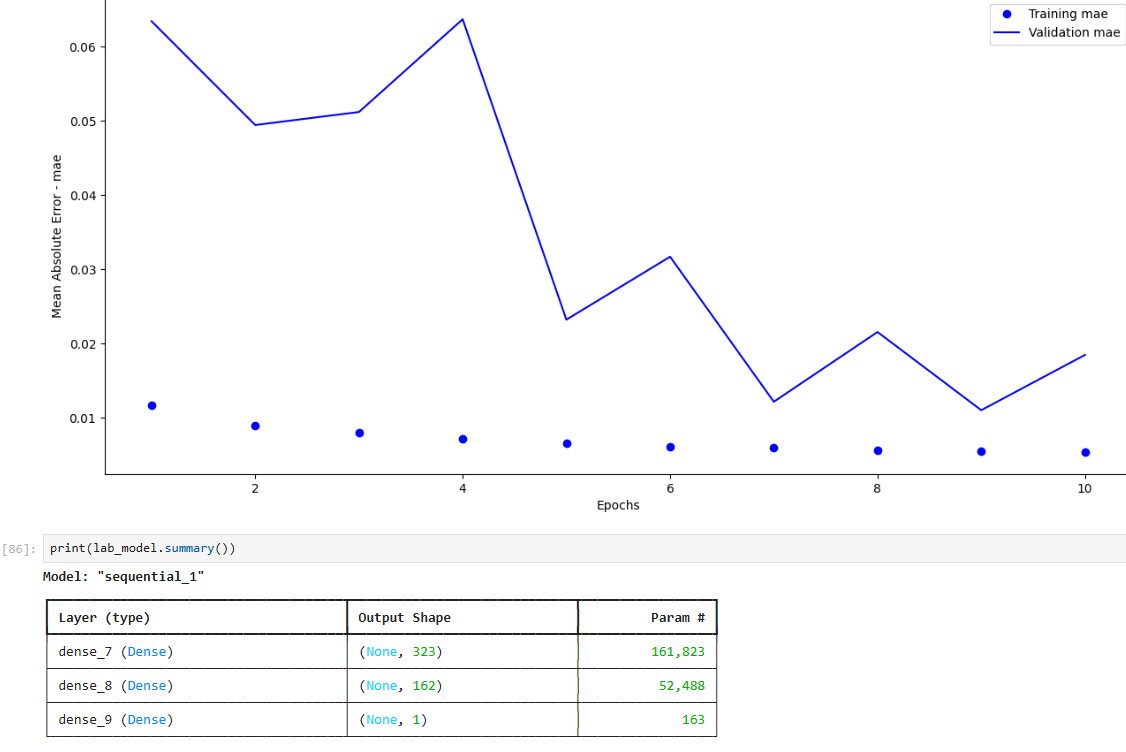 Training mae
Validation mae
Mean Absolute Error - mae
0.06
0.05
0.04
0.03
0.02
0.01
2 4 6 8 10
Epochs
[86]: print(lab_model.summary())
Model: "sequential_1"
Layer (type) Output Shape Param #
dense_7 (Dense) (None, 323) 161,823
dense_8 (Dense) (None, 162) 52,488
dense_9 (Dense) (None, 1) 163